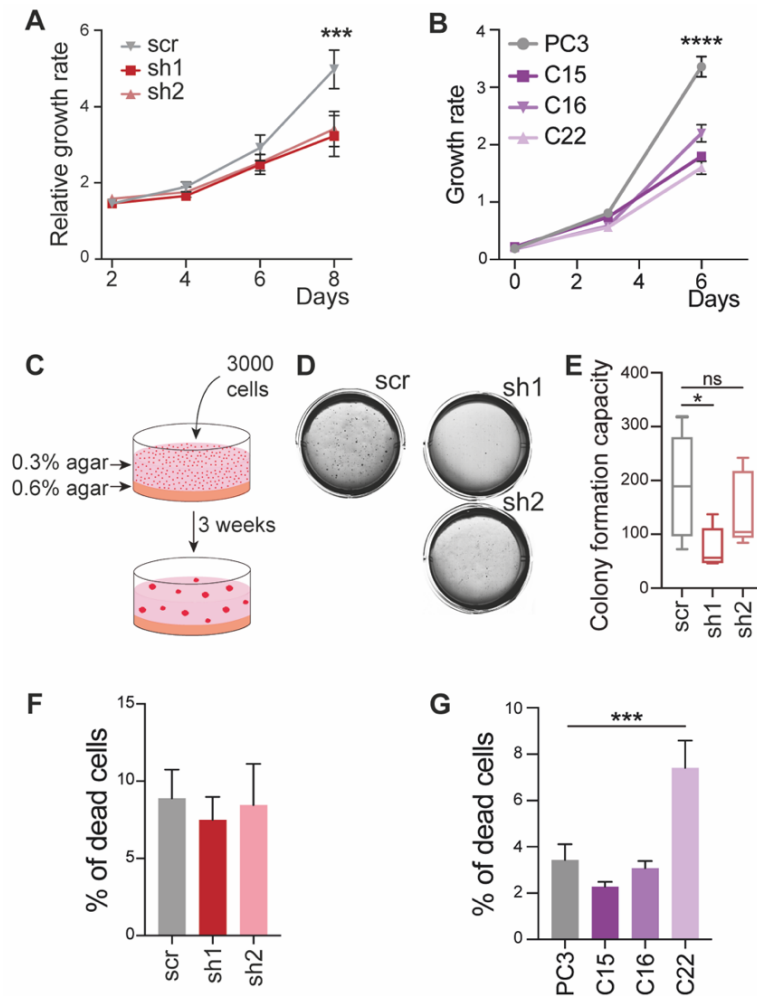 A
Relative growth rate
6
4
2
0
scr
sh1
sh2
***
2 4 6 8
Days
B
Growth rate
4
3
2
1
0
PC3
C15
C16
C22
****
0 2 4 6
Days
C
3000
cells
0.3% agar
0.6% agar
3 weeks
D
scr
sh1
sh2
E
Colony formation capacity
400
300
200
100
0
ns
*
scr
sh1
sh2
F
% of dead cells
15
10
5
0
scr
sh1
sh2
G
% of dead cells
10
8
6
4
2
0
***
PC3
C15
C16
C22